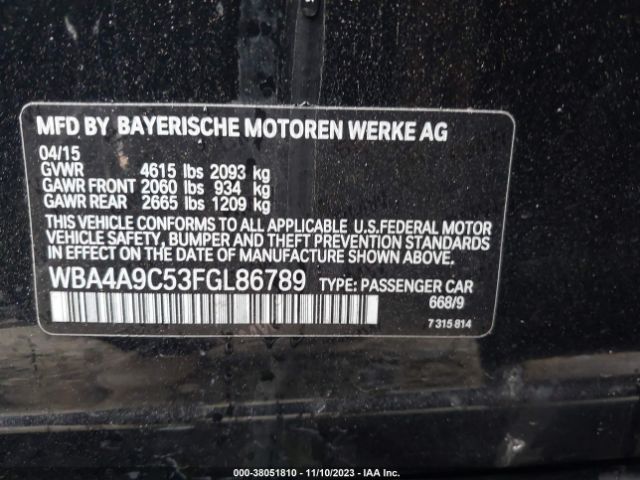 MFD BY BAYERISCHE MOTOREN WERKE AG
04/15
GVWR 4615 lbs 2093 kg
GAWR FRONT 2060 lbs 934 kg
GAWR REAR 2665 lbs 1209 kg
THIS VEHICLE CONFORMS TO ALL APPLICABLE U.S.FEDERAL MOTOR
VEHICLE SAFETY, BUMPER AND THEFT PREVENTION STANDARDS
IN EFFECT ON THE DATE OF MANUFACTURE SHOWN ABOVE.
WBA4A9C53FGL86789 TYPE: PASSENGER CAR
668/9
7 315 814
000-38051810 - 11/10/2023 - IAA Inc.